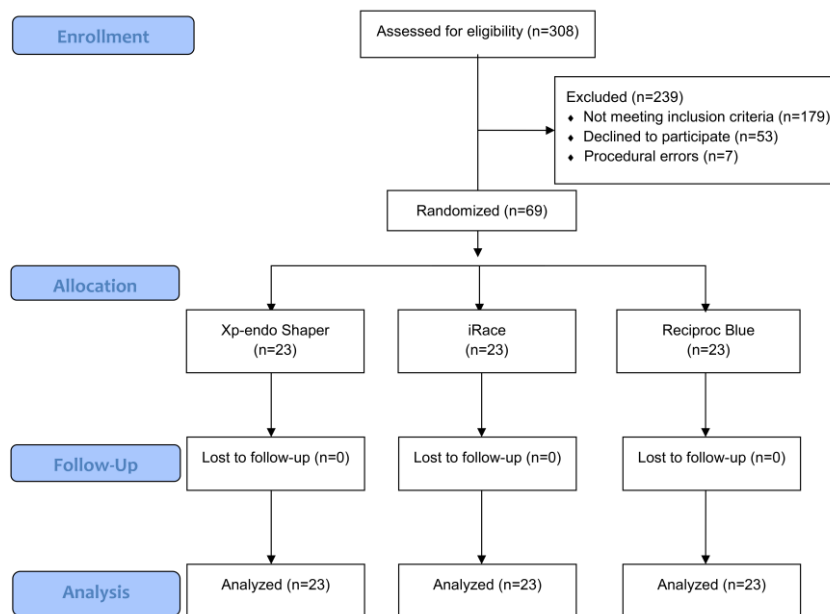 Enrollment
Assessed for eligibility (n=308)
Excluded (n=239)
♦ Not meeting inclusion criteria (n=179)
♦ Declined to participate (n=53)
♦ Procedural errors (n=7)
Randomized (n=69)
Allocation
Xp-endo Shaper
(n=23)
iRace
(n=23)
Reciproc Blue
(n=23)
Follow-Up
Lost to follow-up (n=0)
Lost to follow-up (n=0)
Lost to follow-up (n=0)
Analysis
Analyzed (n=23)
Analyzed (n=23)
Analyzed (n=23)